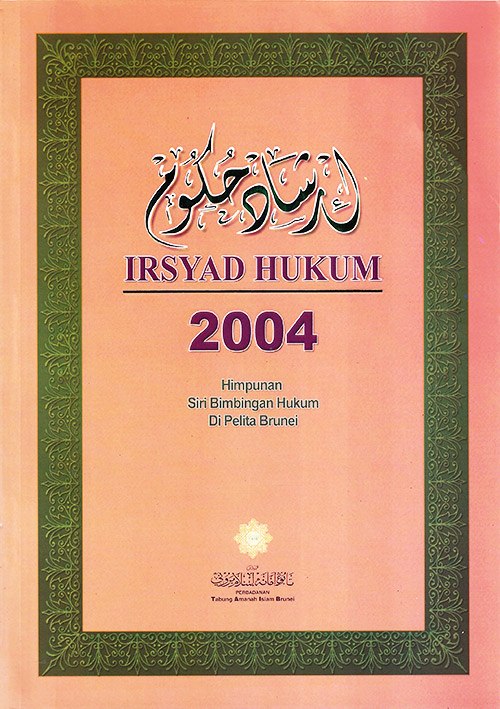 إرشاد حكوم
IRSYAD HUKUM
2004
Himpunan
Siri Bimbingan Hukum
Di Pelita Brunei
PERBADANAN
Tabung Amanah Islam Brunei